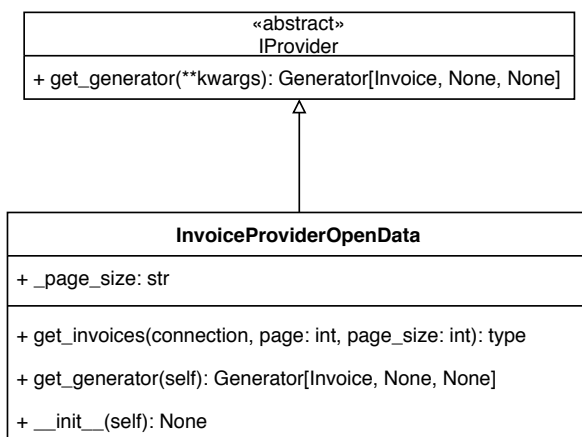 «abstract»
IProvider
+ get_generator(**kwargs): Generator[Invoice, None, None]
InvoiceProviderOpenData
+ _page_size: str
+ get_invoices(connection, page: int, page_size: int): type
+ get_generator(self): Generator[Invoice, None, None]
+ __init__(self): None